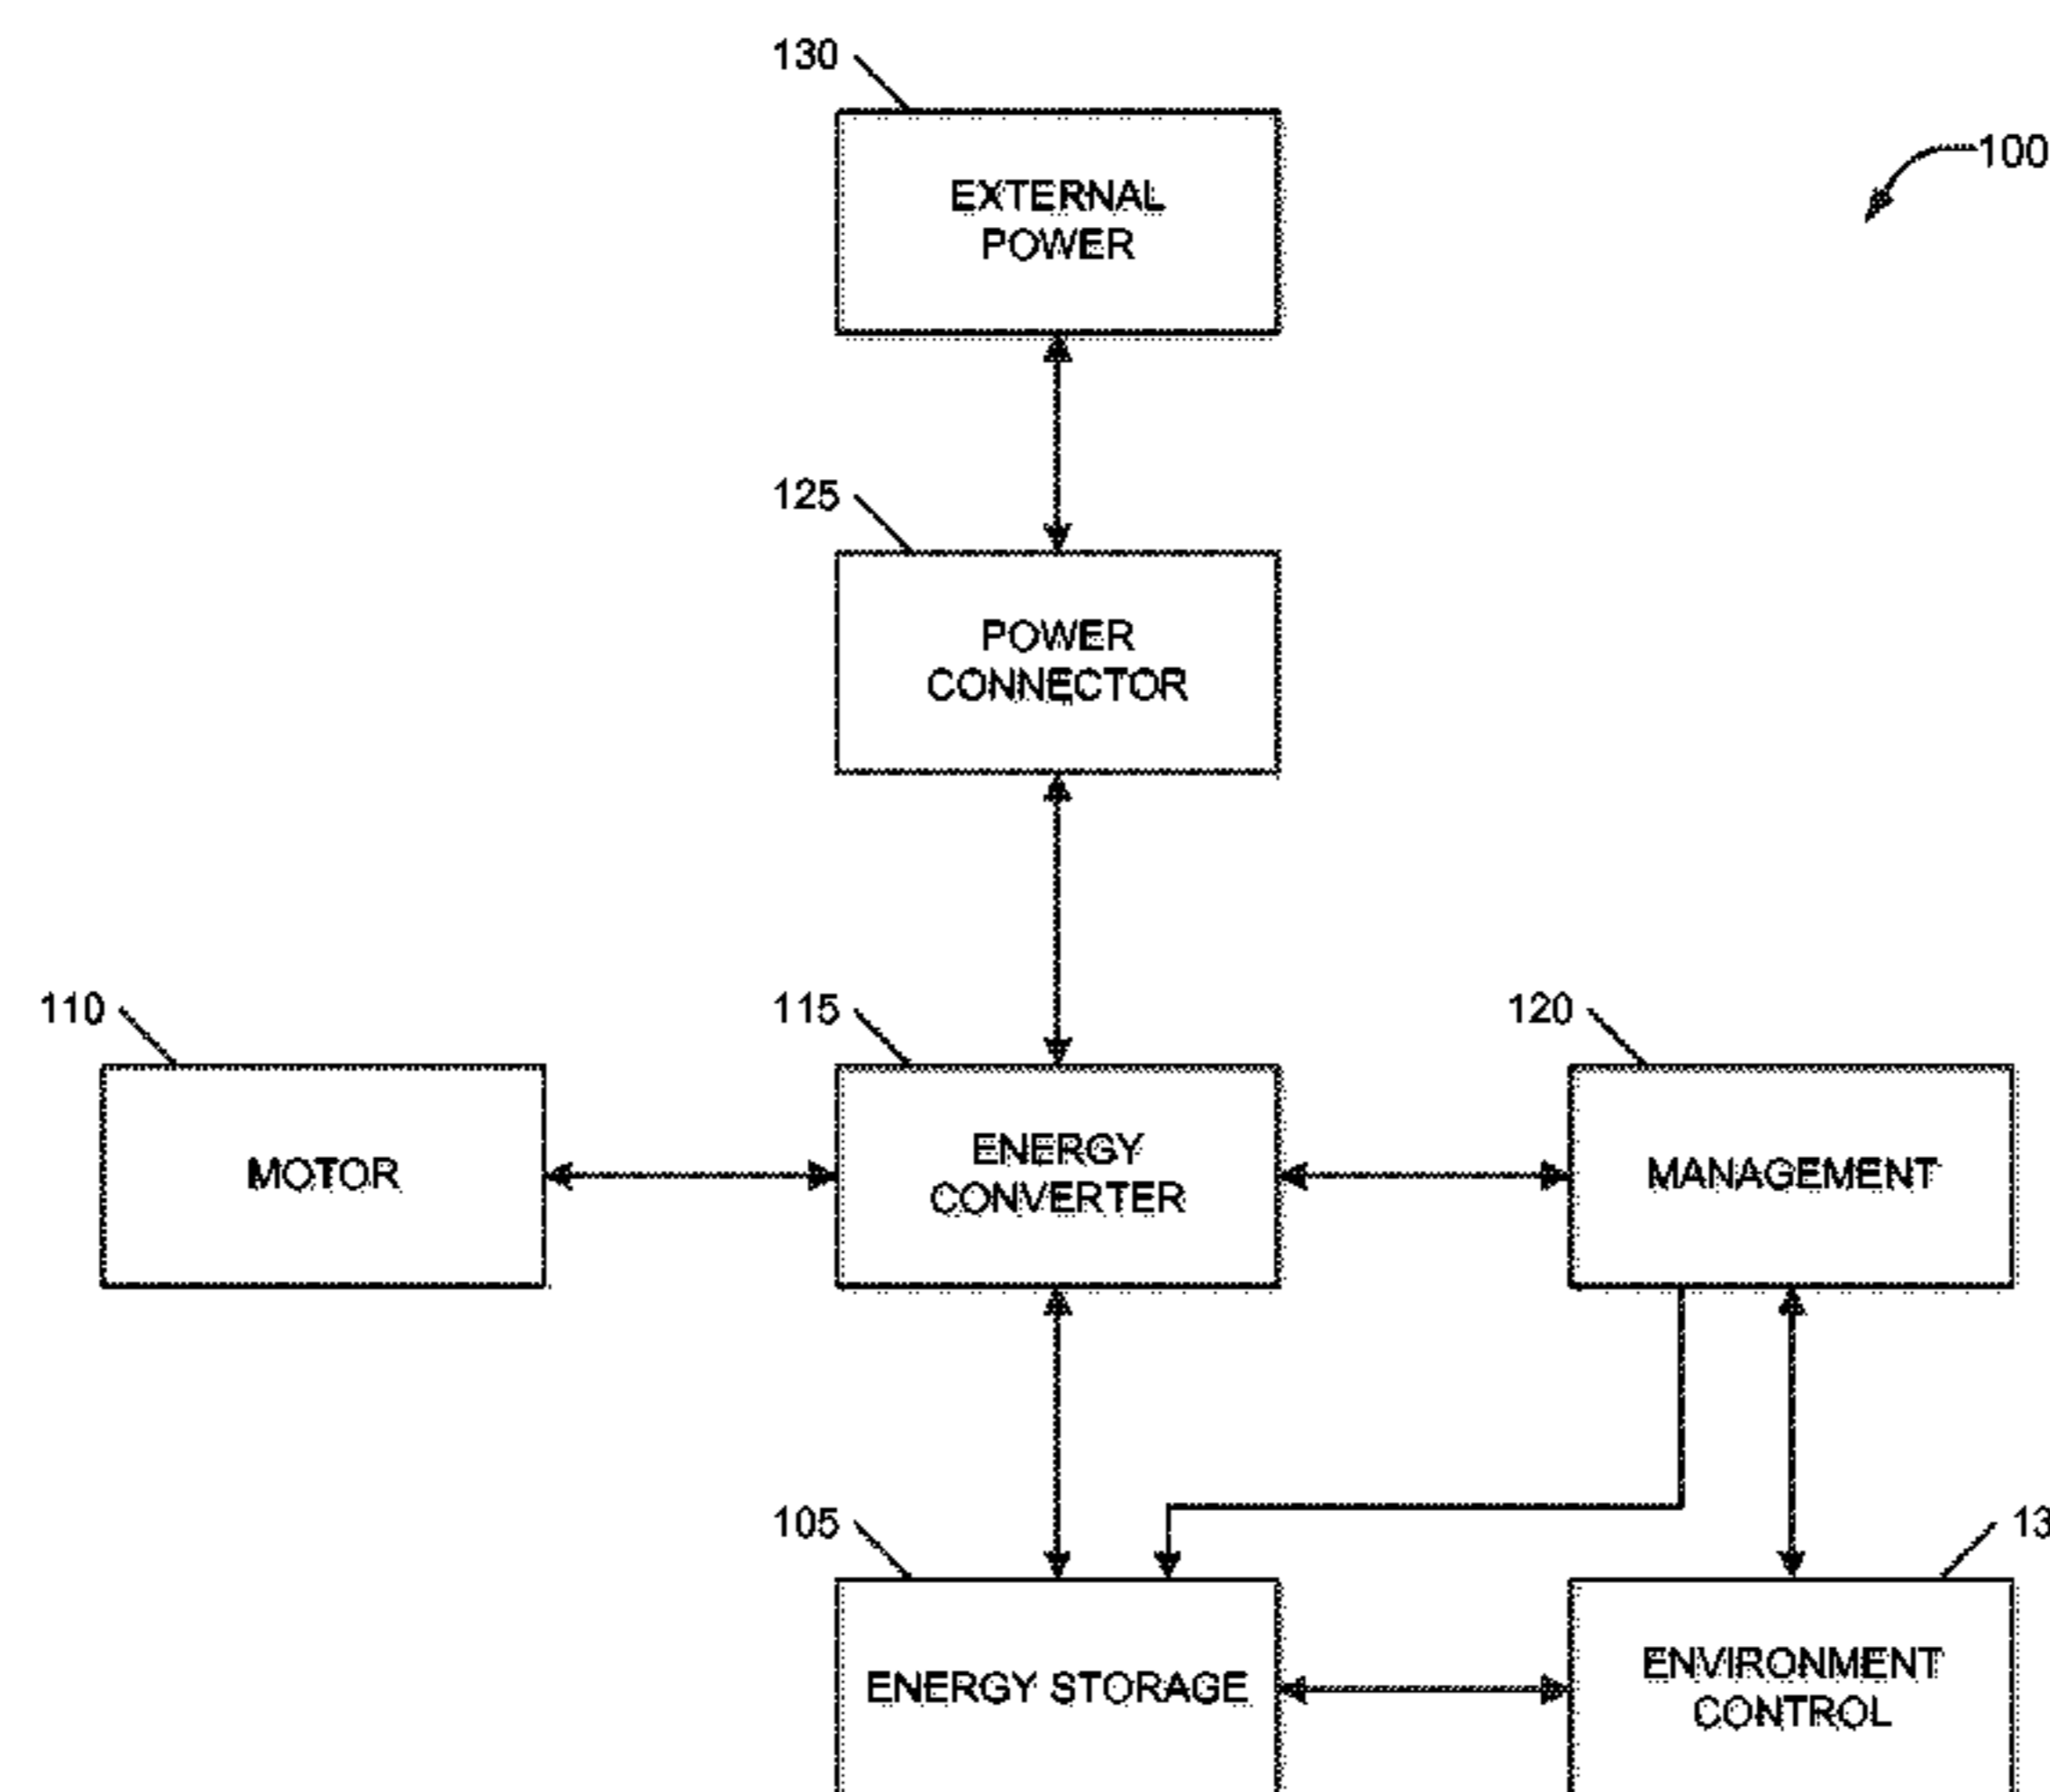 130
100
EXTERNAL
POWER
125
POWER
CONNECTOR
110
115
120
MOTOR
ENERGY
CONVERTER
MANAGEMENT
105
13
ENERGY STORAGE
ENVIRONMENT
CONTROL